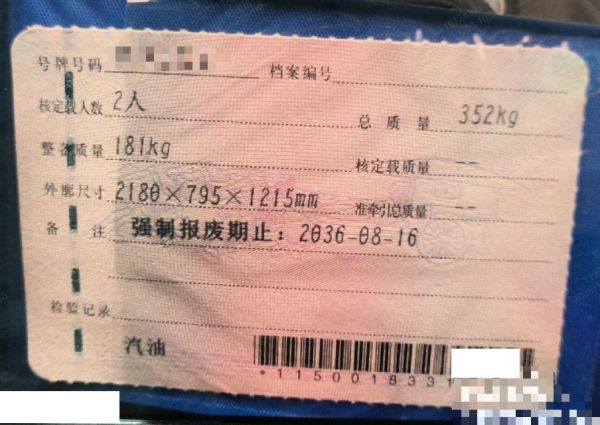 号牌号码 档案编号
核定载人数 2人 总质量 352kg
整备质量 181kg 核定载质量 --
外廓尺寸 2180×795×1215mm 准牵引总质量 --
备注 强制报废期止：2036-08-16
检验记录
汽油
*1150018331